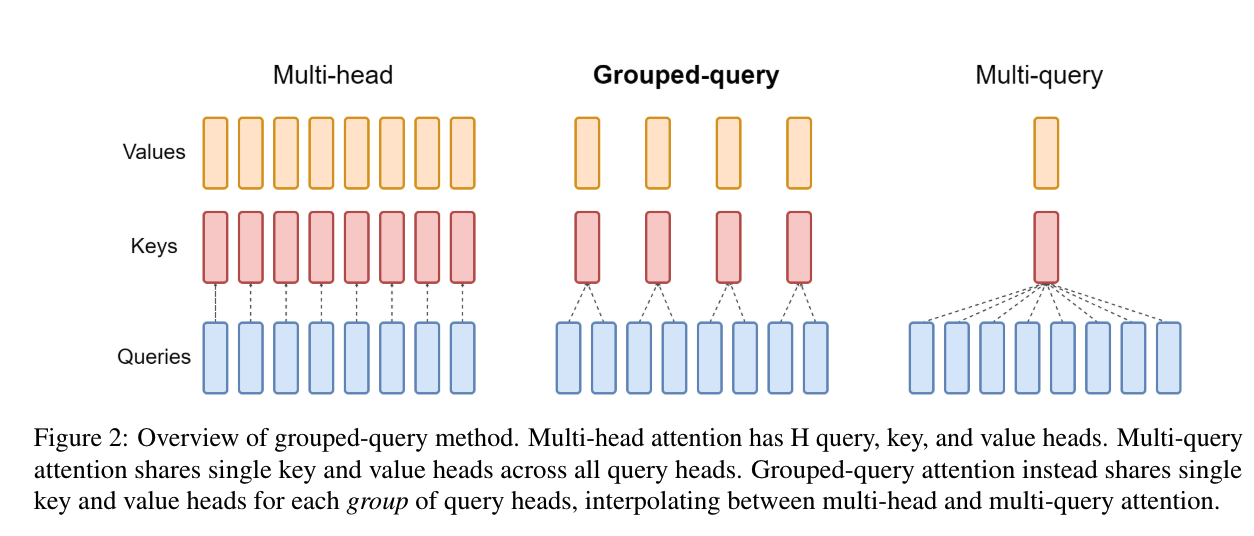 Multi-head
Grouped-query
Multi-query
Values
Keys
Queries
Figure 2: Overview of grouped-query method. Multi-head attention has H query, key, and value heads. Multi-query
attention shares single key and value heads across all query heads. Grouped-query attention instead shares single
key and value heads for each group of query heads, interpolating between multi-head and multi-query attention.